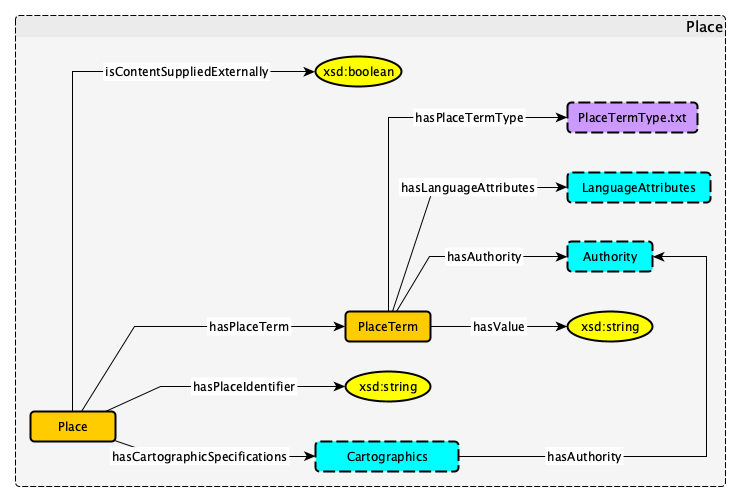 Place
isContentSuppliedExternally
xsd:boolean
hasPlaceTermType
PlaceTermType.txt
hasLanguageAttributes
LanguageAttributes
hasAuthority
Authority
hasPlaceTerm
PlaceTerm
hasValue
xsd:string
hasPlaceIdentifier
xsd:string
Place
hasCartographicSpecifications
Cartographics
hasAuthority